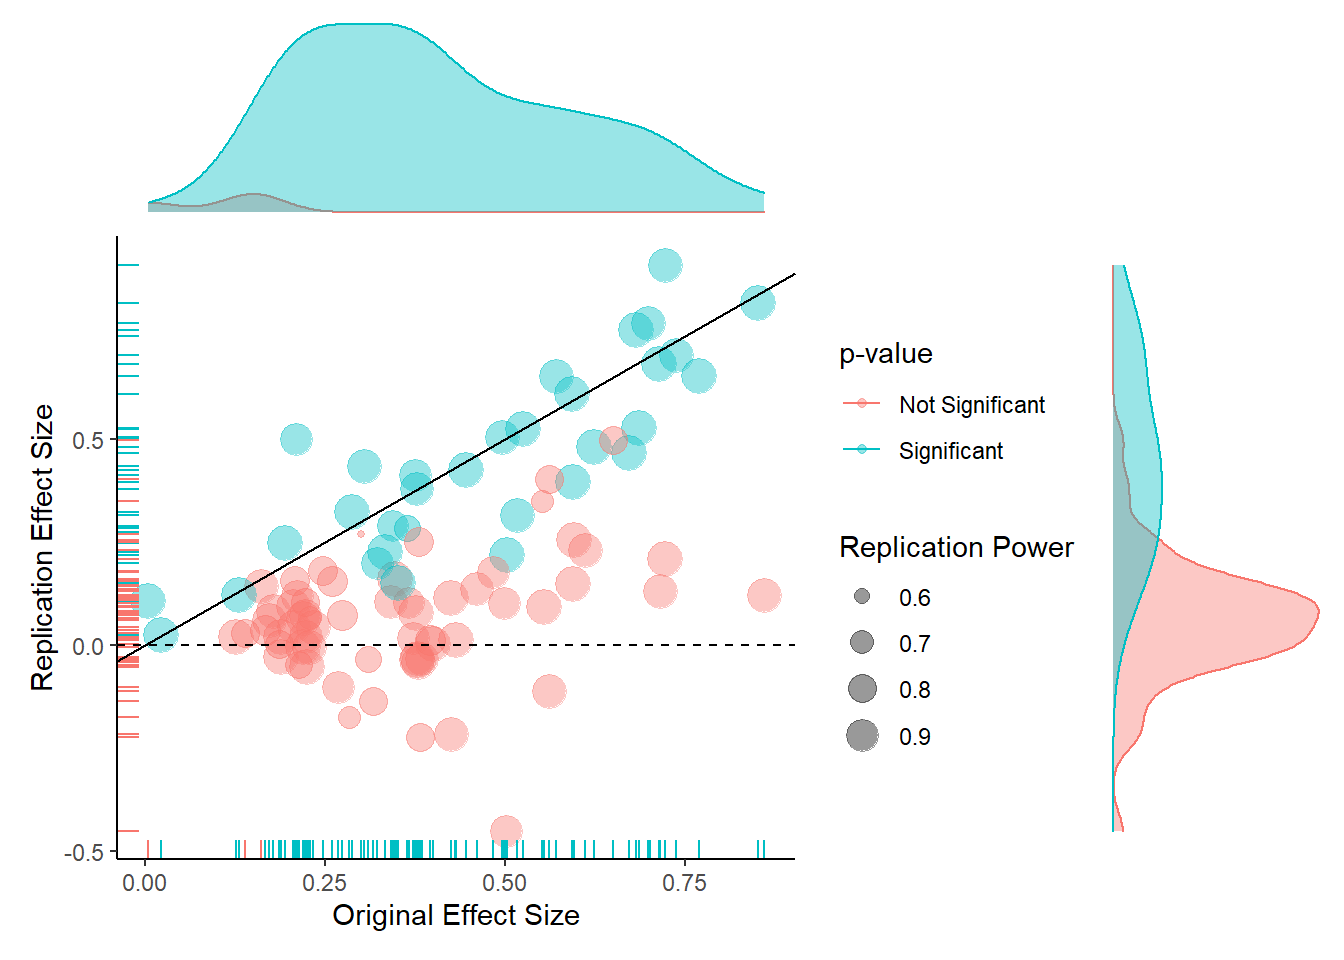 Replication Effect Size
0.5
0.0
-0.5
0.00 0.25 0.50 0.75
Original Effect Size
p-value
Not Significant
Significant
Replication Power
0.6
0.7
0.8
0.9